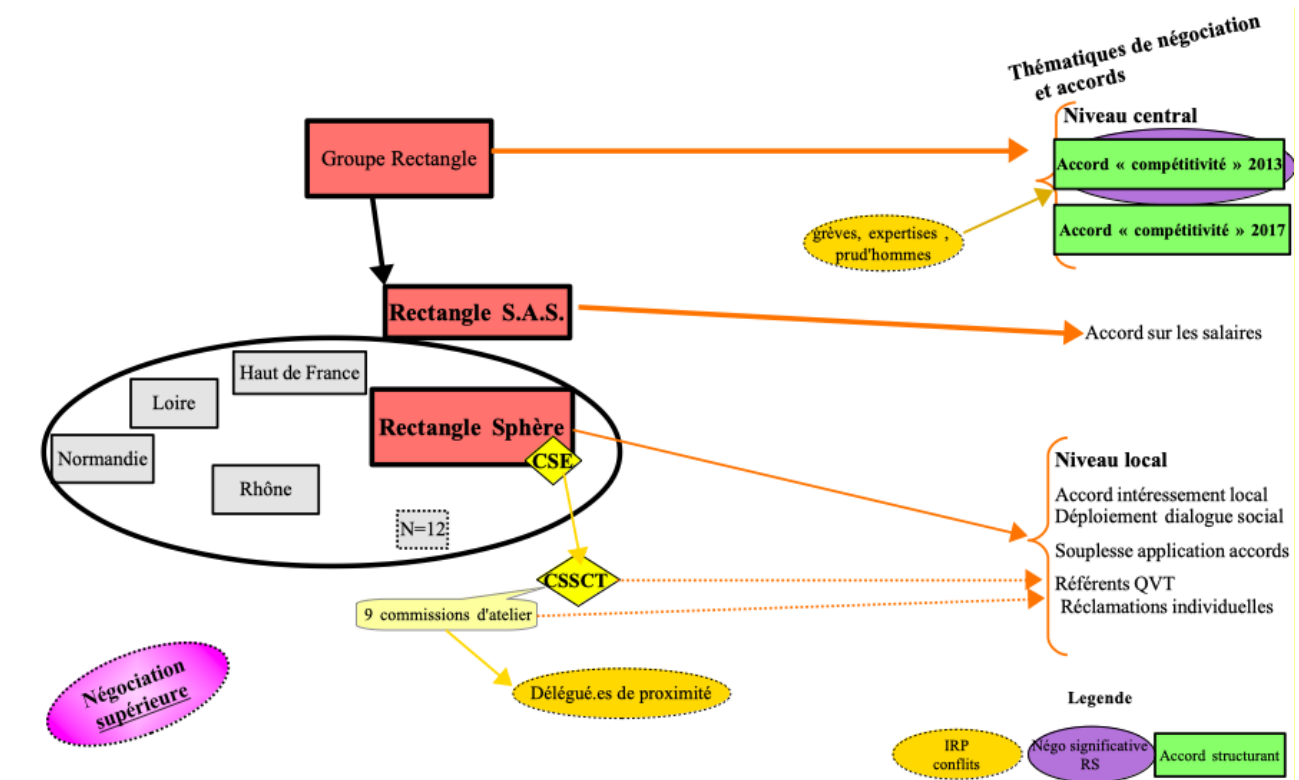 Thématiques de négociation
et accords
Niveau central
Groupe Rectangle
Accord « compétitivité » 2013
Accord « compétitivité » 2017
grèves, expertises ,
prud'hommes
Rectangle S.A.S.
Accord sur les salaires
Haut de France
Loire
Rectangle Sphère
Normandie
CSE
Rhône
N=12
Niveau local
Accord intéressement local
Déploiement dialogue social
Souplesse application accords
CSSCT
Référents QVT
Réclamations individuelles
9 commissions d'atelier
Délégué.es de proximité
Négociation
supérieure
Legende
IRP
conflits
Négo significative
RS
Accord structurant